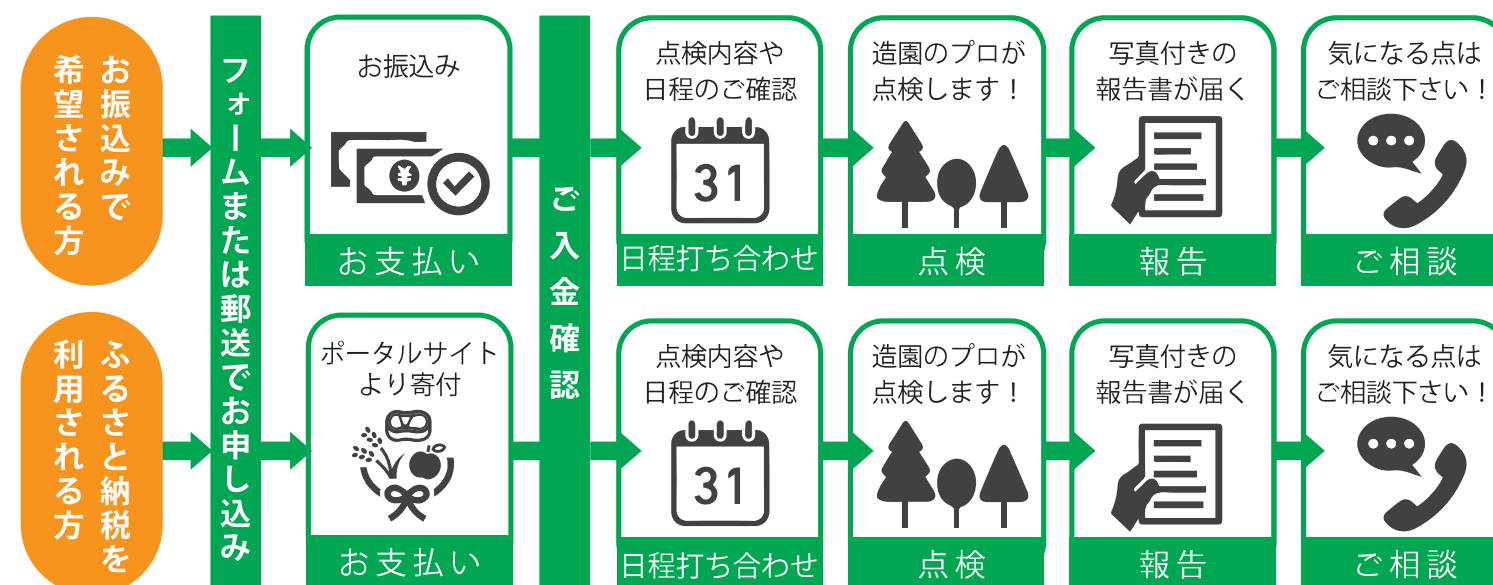 お振込みで
希望される方
フォームまたは郵送でお申し込み
お振込み
¥
お支払い
ご入金確認
点検内容や
日程のご確認
31
日程打ち合わせ
造園のプロが
点検します！
点検
写真付きの
報告書が届く
報告
気になる点は
ご相談下さい！
ご相談
ふるさと納税を
利用される方
ポータルサイト
より寄付
お支払い
点検内容や
日程のご確認
31
日程打ち合わせ
造園のプロが
点検します！
点検
写真付きの
報告書が届く
報告
気になる点は
ご相談下さい！
ご相談